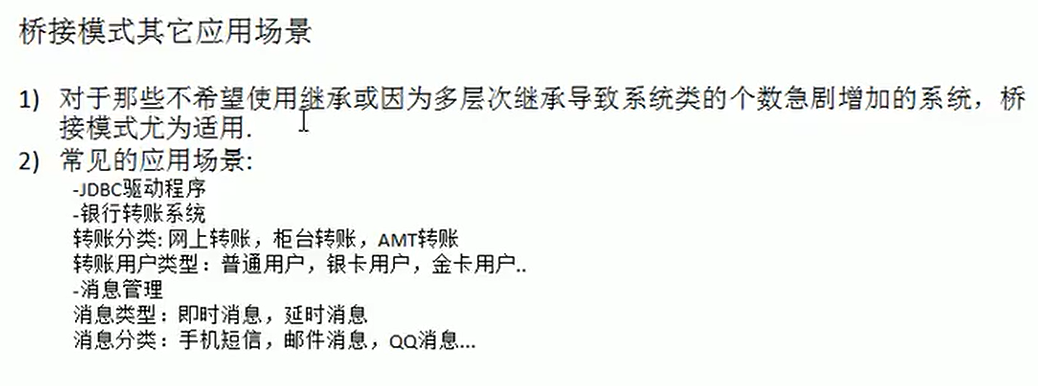 桥接模式其它应用场景
1) 对于那些不希望使用继承或因为多层次继承导致系统类的个数急剧增加的系统，桥
接模式尤为适用.
2) 常见的应用场景:
-JDBC驱动程序
-银行转账系统
转账分类: 网上转账，柜台转账，AMT转账
转账用户类型：普通用户，银卡用户，金卡用户..
-消息管理
消息类型：即时消息，延时消息
消息分类：手机短信，邮件消息，QQ消息...